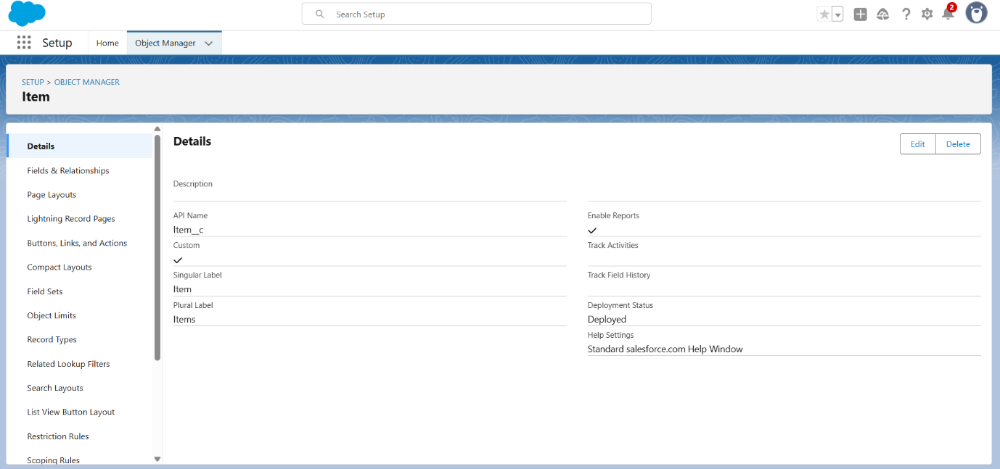 Search Setup
2
Setup
Home
Object Manager
SETUP > OBJECT MANAGER
Item
Details
Fields & Relationships
Page Layouts
Lightning Record Pages
Buttons, Links, and Actions
Compact Layouts
Field Sets
Object Limits
Record Types
Related Lookup Filters
Search Layouts
List View Button Layout
Restriction Rules
Scoping Rules
Details
Edit
Delete
Description
API Name
Item__c
Custom
Singular Label
Item
Plural Label
Items
Enable Reports
Track Activities
Track Field History
Deployment Status
Deployed
Help Settings
Standard salesforce.com Help Window